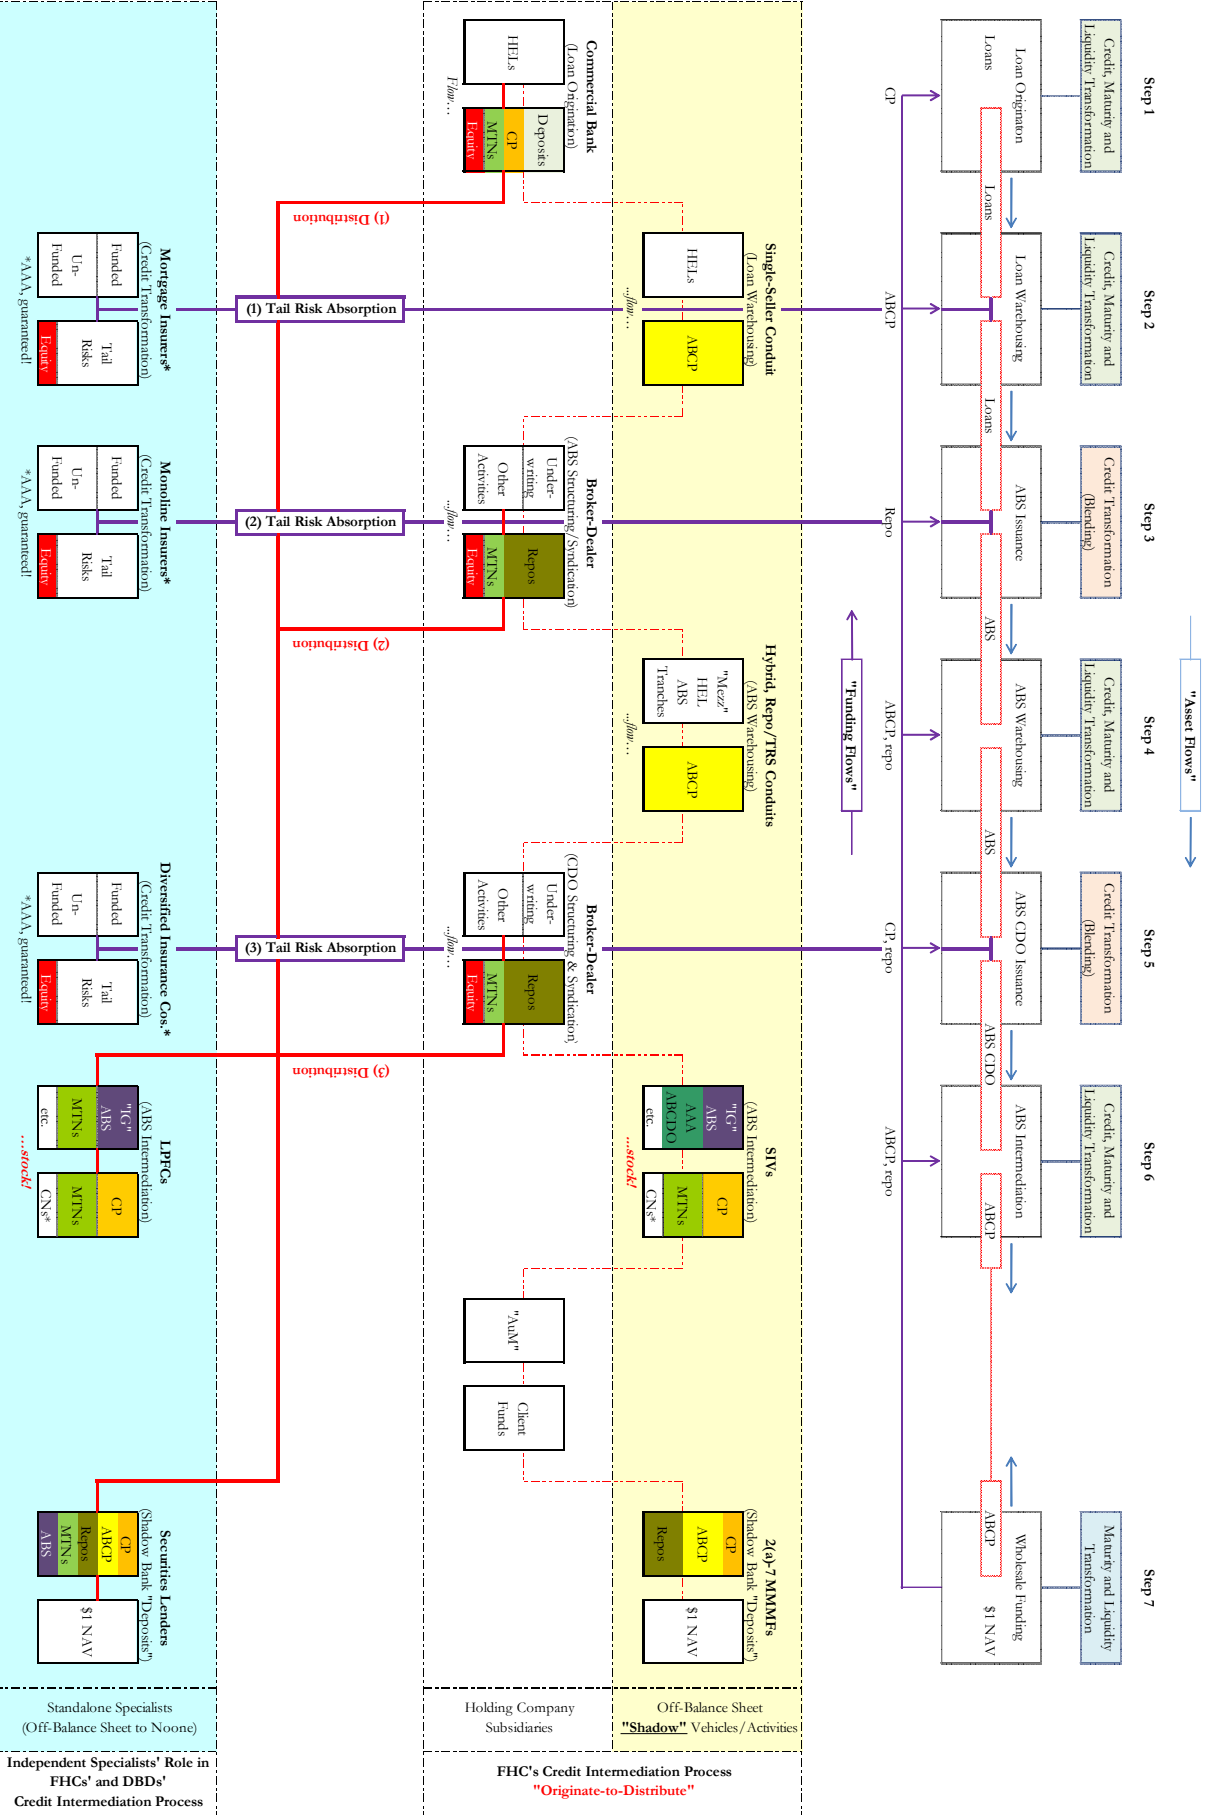 Step 1
Credit, Maturity and
Liquidity Transformation
Loan Originaton
Loans
Loans
CP
Step 2
Credit, Maturity and
Liquidity Transformation
Loan Warehousing
Loans
ABCP
Step 3
Credit Transformation
(Blending)
ABS Issuance
ABS
Repo
Step 4
Credit, Maturity and
Liquidity Transformation
ABS Warehousing
ABS
ABCP, repo
Step 5
Credit Transformation
(Blending)
ABS CDO Issuance
ABS CDO
CP, repo
Step 6
Credit, Maturity and
Liquidity Transformation
ABS Intermediation
ABCP
ABCP, repo
Step 7
Maturity and Liquidity
Transformation
Wholesale Funding
ABCP
$1 NAV
"Asset Flows"
"Funding Flows"
Single-Seller Conduit
(Loan Warehousing)
HELs
ABCP
...flow…
Hybrid, Repo/TRS Conduits
(ABS Warehousing)
"Mezz"
HEL
ABS
Tranches
ABCP
...flow…
SIVs
(ABS Intermediation)
"IG"
ABS
AAA
ABCDO
etc.
CP
MTNs
CNs*
...stock!
2(a)-7 MMMFs
(Shadow Bank "Deposits")
CP
ABCP
Repos
$1 NAV
Commercial Bank
(Loan Origination)
HELs
Deposits
CP
MTNs
Equity
Flow…
Broker-Dealer
(ABS Structuring/Syndication)
Under-
writing
Other
Activities
Repos
MTNs
Equity
...flow…
Broker-Dealer
(CDO Structuring & Syndication)
Under-
writing
Other
Activities
Repos
MTNs
Equity
...flow…
"AuM"
Client
Funds
(1) Distribution
(2) Distribution
(3) Distribution
(1) Tail Risk Absorption
(2) Tail Risk Absorption
(3) Tail Risk Absorption
Mortgage Insurers*
(Credit Transformation)
Funded
Un-
Funded
Tail
Risks
Equity
*AAA, guaranteed!
Monoline Insurers*
(Credit Transformation)
Funded
Un-
Funded
Tail
Risks
Equity
*AAA, guaranteed!
Diversified Insurance Cos.*
(Credit Transformation)
Funded
Un-
Funded
Tail
Risks
Equity
*AAA, guaranteed!
LPFCs
(ABS Intermediation)
"IG"
ABS
MTNs
etc.
CP
MTNs
CNs*
...stock!
Securities Lenders
(Shadow Bank "Deposits")
CP
ABCP
Repos
MTNs
ABS
$1 NAV
Standalone Specialists
(Off-Balance Sheet to Noone)
Holding Company
Subsidiaries
Off-Balance Sheet
"Shadow" Vehicles/Activities
Independent Specialists' Role in
FHCs' and DBDs'
Credit Intermediation Process
FHC's Credit Intermediation Process
"Originate-to-Distribute"